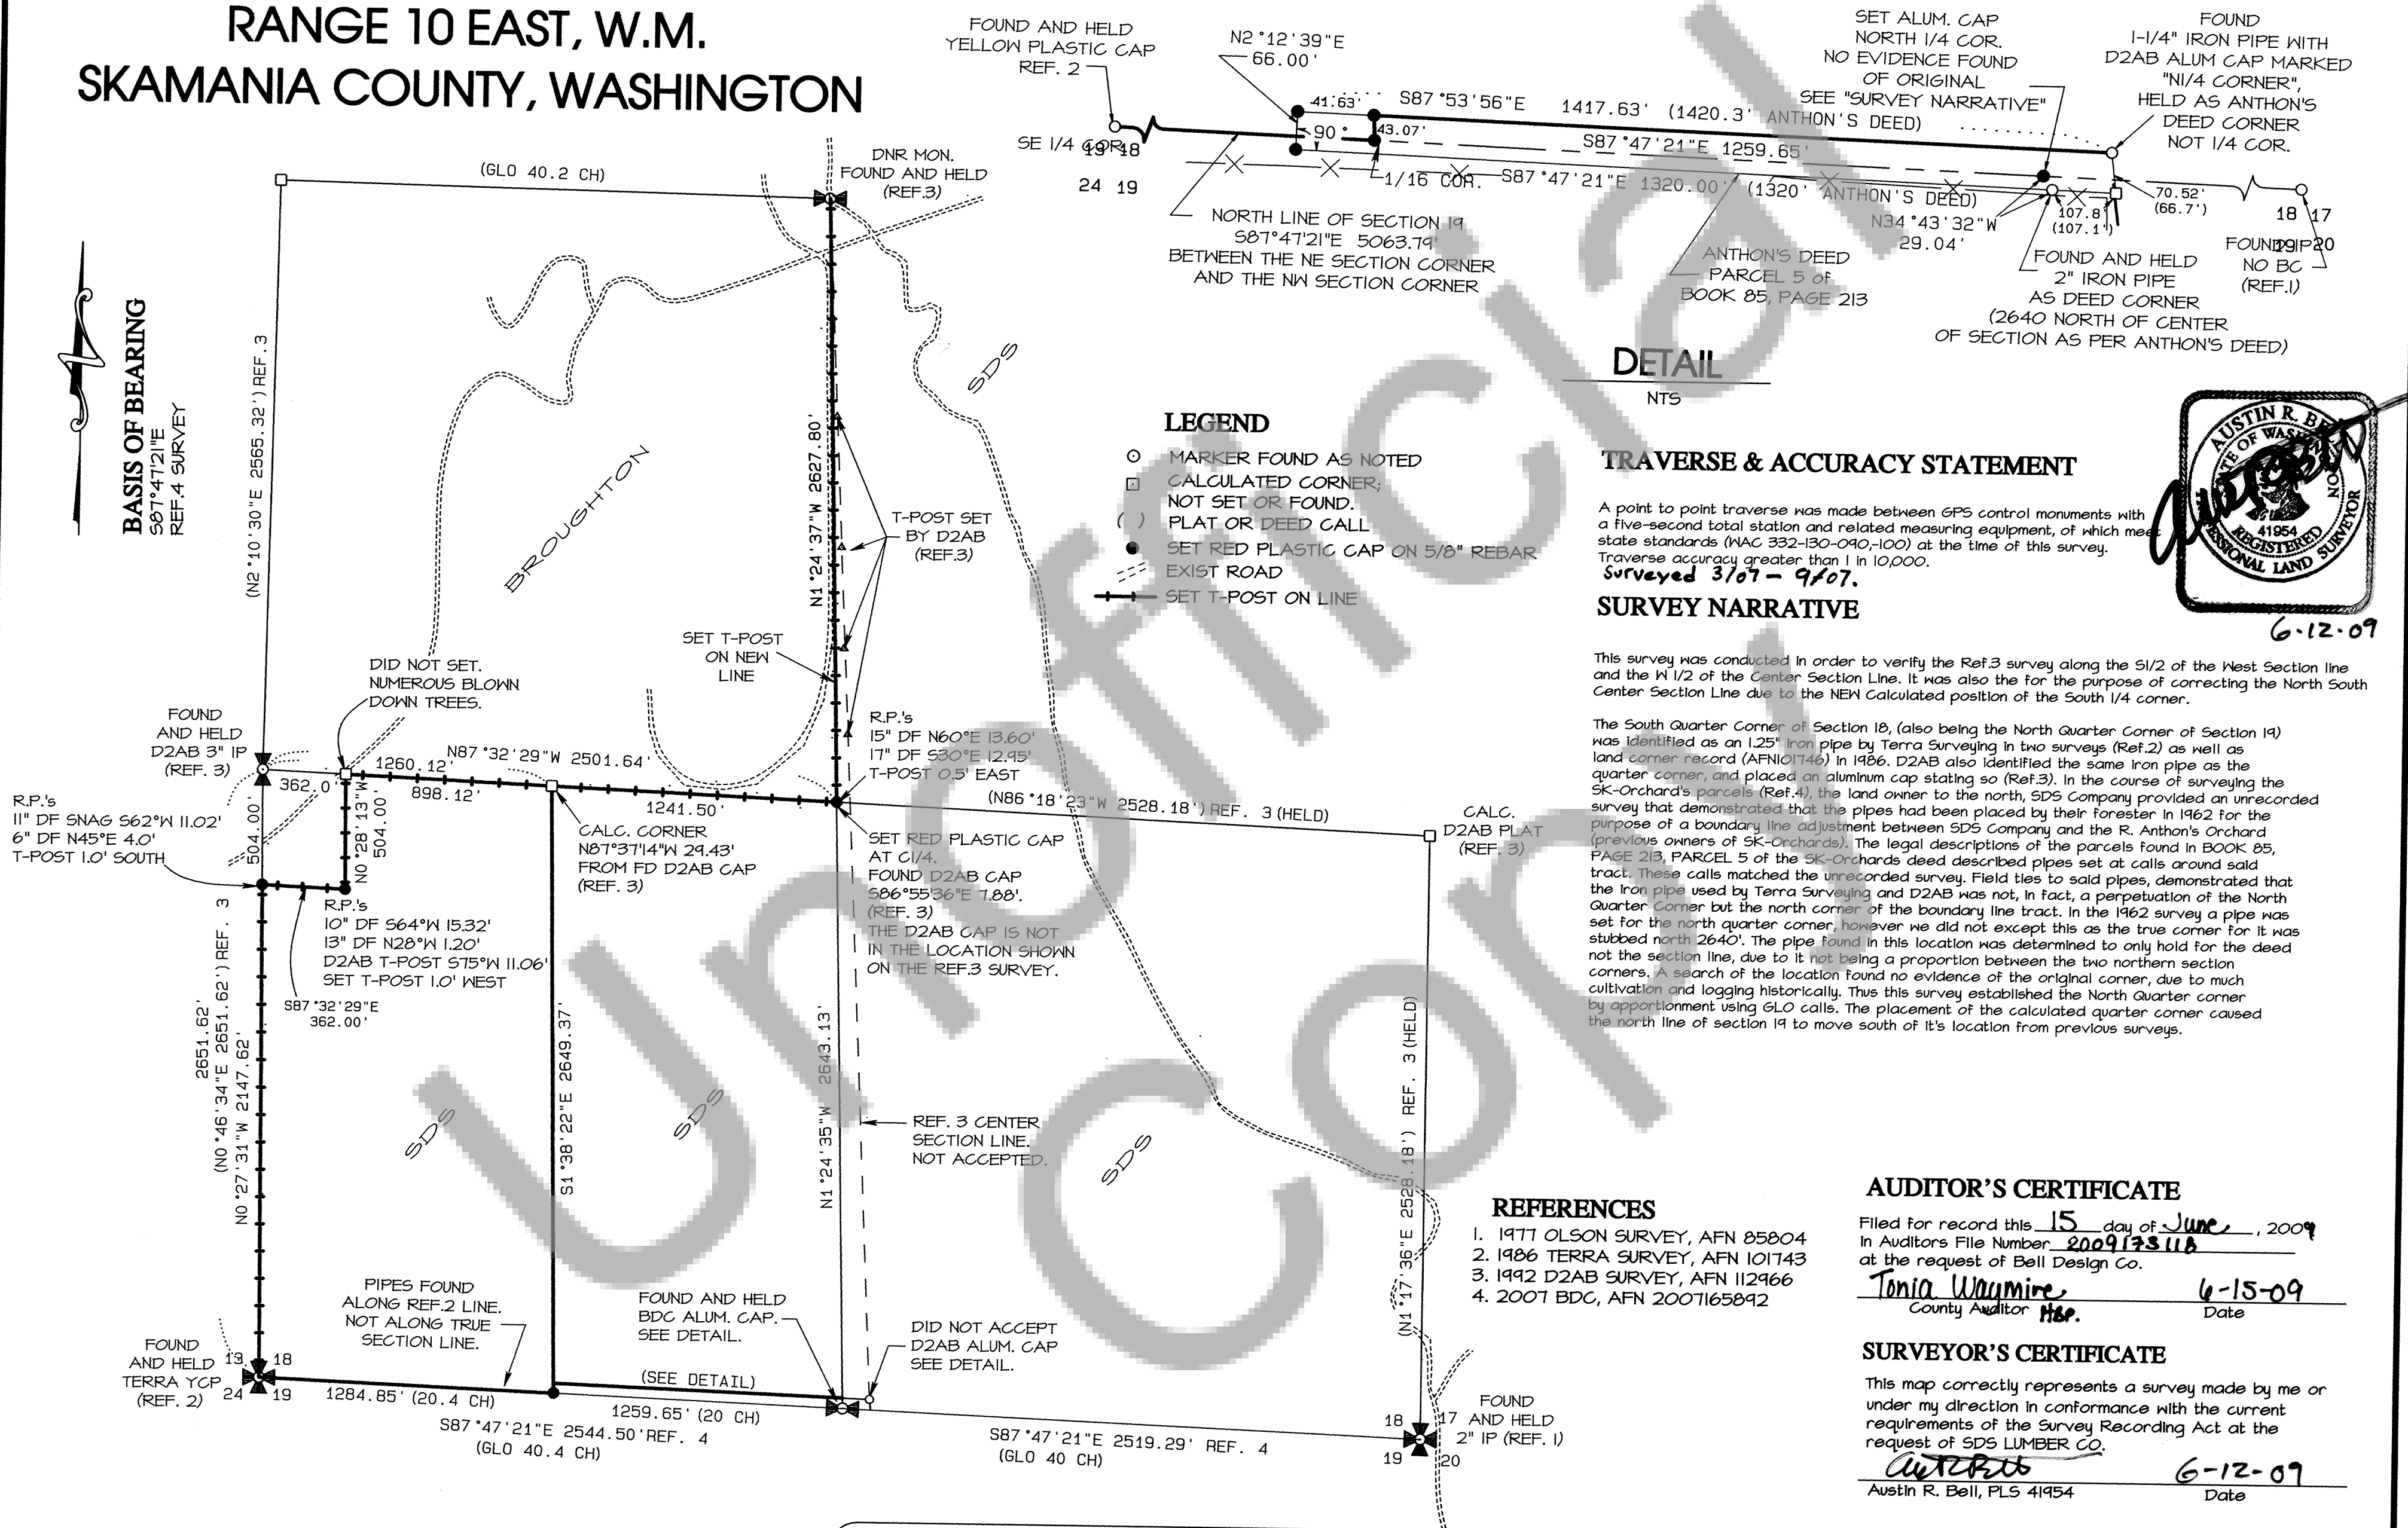 RANGE 10 EAST, W.M.
SKAMANIA COUNTY, WASHINGTON
FOUND AND HELD
YELLOW PLASTIC CAP
REF. 2
N2°12'39"E
66.00'
41.63'
S87°53'56"E 1417.63' (1420.3' ANTHON'S DEED)
SET ALUM. CAP
NORTH 1/4 COR.
NO EVIDENCE FOUND
OF ORIGINAL
SEE "SURVEY NARRATIVE"
FOUND
1-1/4" IRON PIPE WITH
D2AB ALUM CAP MARKED
"N1/4 CORNER",
HELD AS ANTHON'S
DEED CORNER
NOT 1/4 COR.
SE 1/4 COR.
13 18
24 19
90°
43.07'
S87°47'21"E 1259.65'
1/16 COR.
S87°47'21"E 1320.00' (1320' ANTHON'S DEED)
NORTH LINE OF SECTION 19
S87°47'21"E 5063.79'
BETWEEN THE NE SECTION CORNER
AND THE NW SECTION CORNER
ANTHON'S DEED
PARCEL 5 of
BOOK 85, PAGE 213
N34°43'32"W
29.04'
107.8'
(107.1')
70.52'
(66.7')
18 17
19 20
FOUND IP
NO BC
(REF.1)
FOUND AND HELD
2" IRON PIPE
AS DEED CORNER
(2640 NORTH OF CENTER
OF SECTION AS PER ANTHON'S DEED)
DETAIL
NTS
(GLO 40.2 CH)
DNR MON.
FOUND AND HELD
(REF.3)
BASIS OF BEARING
S87°47'21"E
REF.4 SURVEY
(N2°10'30"E 2565.32') REF.3
BROUGHTON
SDS
N1°24'37"W 2627.80'
T-POST SET
BY D2AB
(REF.3)
SET T-POST
ON NEW
LINE
LEGEND
MARKER FOUND AS NOTED
CALCULATED CORNER;
NOT SET OR FOUND.
( ) PLAT OR DEED CALL
SET RED PLASTIC CAP ON 5/8" REBAR
EXIST ROAD
SET T-POST ON LINE
TRAVERSE & ACCURACY STATEMENT
A point to point traverse was made between GPS control monuments with
a five-second total station and related measuring equipment, of which meet
state standards (WAC 332-130-090,-100) at the time of this survey.
Traverse accuracy greater than 1 in 10,000.
Surveyed 3/07 - 9/07.
AUSTIN R. BE
TE OF WASHI
ON
41954
REGISTERED
SSIONAL LAND SURVEYOR
6-12-09
SURVEY NARRATIVE
This survey was conducted in order to verify the Ref.3 survey along the S1/2 of the West Section line
and the W 1/2 of the Center Section Line. It was also the for the purpose of correcting the North South
Center Section Line due to the NEW Calculated position of the South 1/4 corner.
The South Quarter Corner of Section 18, (also being the North Quarter Corner of Section 19)
was identified as an 1.25" iron pipe by Terra Surveying in two surveys (Ref.2) as well as
land corner record (AFN101746) in 1986. D2AB also identified the same iron pipe as the
quarter corner, and placed an aluminum cap stating so (Ref.3). In the course of surveying the
SK-Orchard's parcels (Ref.4), the land owner to the north, SDS Company provided an unrecorded
survey that demonstrated that the pipes had been placed by their forester in 1962 for the
purpose of a boundary line adjustment between SDS Company and the R. Anthon's Orchard
(previous owners of SK-Orchards). The legal descriptions of the parcels found in BOOK 85,
PAGE 213, PARCEL 5 of the SK-Orchards deed described pipes set at calls around said
tract. These calls matched the unrecorded survey. Field ties to said pipes, demonstrated that
the iron pipe used by Terra Surveying and D2AB was not, in fact, a perpetuation of the North
Quarter Corner but the north corner of the boundary line tract. In the 1962 survey a pipe was
set for the north quarter corner, however we did not except this as the true corner for it was
stubbed north 2640'. The pipe found in this location was determined to only hold for the deed
not the section line, due to it not being a proportion between the two northern section
corners. A search of the location found no evidence of the original corner, due to much
cultivation and logging historically. Thus this survey established the North Quarter corner
by apportionment using GLO calls. The placement of the calculated quarter corner caused
the north line of section 19 to move south of it's location from previous surveys.
DID NOT SET.
NUMEROUS BLOWN
DOWN TREES.
FOUND
AND HELD
D2AB 3" IP
(REF. 3)
1260.12'
N87°32'29"W 2501.64'
362.0'
898.12'
1241.50'
R.P.'s
15" DF N60°E 13.60'
17" DF S30°E 12.95'
T-POST 0.5' EAST
(N86°18'23"W 2528.18') REF. 3 (HELD)
CALC.
D2AB PLAT
(REF. 3)
R.P.'s
11" DF SNAG S62°W 11.02'
6" DF N45°E 4.0'
T-POST 1.0' SOUTH
504.00'
N0°28'13"W
504.00'
CALC. CORNER
N87°37'14"W 29.43'
FROM FD D2AB CAP
(REF. 3)
SET RED PLASTIC CAP
AT C1/4.
FOUND D2AB CAP
S86°55'36"E 7.88'.
(REF. 3)
THE D2AB CAP IS NOT
IN THE LOCATION SHOWN
ON THE REF.3 SURVEY.
R.P.'s
10" DF S64°W 15.32'
13" DF N28°W 1.20'
D2AB T-POST S75°W 11.06'
SET T-POST 1.0' WEST
S87°32'29"E
362.00'
2651.62'
(N0°46'34"E 2651.62') REF. 3
N0°27'31"W 2147.62'
S1°38'22"E 2649.37'
N1°24'35"W 2643.13'
SDS
SDS
SDS
REF. 3 CENTER
SECTION LINE.
NOT ACCEPTED.
(N1°17'36"E 2528.18') REF. 3 (HELD)
PIPES FOUND
ALONG REF.2 LINE.
NOT ALONG TRUE
SECTION LINE.
FOUND AND HELD
BDC ALUM. CAP.
SEE DETAIL.
DID NOT ACCEPT
D2AB ALUM. CAP
SEE DETAIL.
FOUND
AND HELD
TERRA YCP
(REF. 2)
13 18
24 19
1284.85' (20.4 CH)
(SEE DETAIL)
1259.65' (20 CH)
S87°47'21"E 2544.50' REF. 4
(GLO 40.4 CH)
S87°47'21"E 2519.29' REF. 4
(GLO 40 CH)
18 17
19 20
FOUND
AND HELD
2" IP (REF. 1)
REFERENCES
1. 1977 OLSON SURVEY, AFN 85804
2. 1986 TERRA SURVEY, AFN 101743
3. 1992 D2AB SURVEY, AFN 112966
4. 2007 BDC, AFN 2007165892
AUDITOR'S CERTIFICATE
Filed for record this 15 day of June, 2009
in Auditors File Number 2009173118
at the request of Bell Design Co.
Tonia Waymire 6-15-09
County Auditor Dep. Date
SURVEYOR'S CERTIFICATE
This map correctly represents a survey made by me or
under my direction in conformance with the current
requirements of the Survey Recording Act at the
request of SDS LUMBER CO.
6-12-09
Austin R. Bell, PLS 41954 Date
Unofficial
Copy